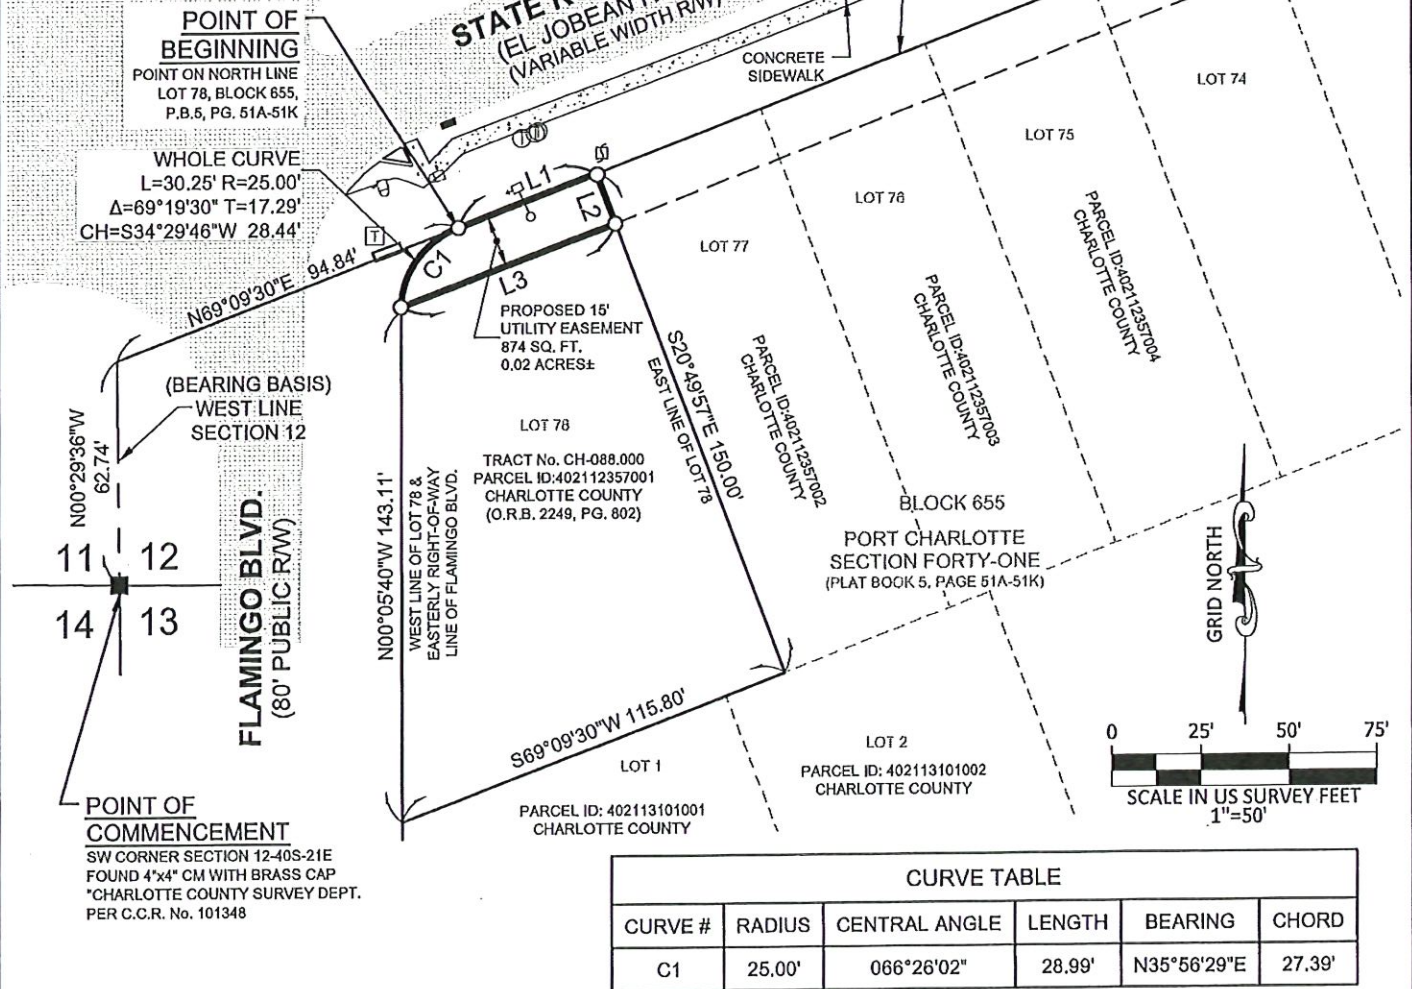 POINT OF
BEGINNING
POINT ON NORTH LINE
LOT 78, BLOCK 655,
P.B.5, PG. 51A-51K
STATE
(EL JOBEAN
(VARIABLE WIDTH R/W)
CONCRETE
SIDEWALK
LOT 74
LOT 75
LOT 76
LOT 77
WHOLE CURVE
L=30.25' R=25.00'
Δ=69°19'30" T=17.29'
CH=S34°29'46"W 28.44'
T
L1
L2
L3
C1
N69°09'30"E 94.84'
PROPOSED 15'
UTILITY EASEMENT
874 SQ. FT.
0.02 ACRES±
PARCEL ID:402112357004
CHARLOTTE COUNTY
PARCEL ID:402112357003
CHARLOTTE COUNTY
PARCEL ID:402112357002
CHARLOTTE COUNTY
S20°49'57"E 150.00'
EAST LINE OF LOT 78
(BEARING BASIS)
WEST LINE
SECTION 12
N00°29'36"W
62.74'
LOT 78
TRACT No. CH-088.000
PARCEL ID:402112357001
CHARLOTTE COUNTY
(O.R.B. 2249, PG. 802)
N00°05'40"W 143.11'
WEST LINE OF LOT 78 &
EASTERLY RIGHT-OF-WAY
LINE OF FLAMINGO BLVD.
BLOCK 655
PORT CHARLOTTE
SECTION FORTY-ONE
(PLAT BOOK 5, PAGE 51A-51K)
11 12
14 13
FLAMINGO BLVD.
(80' PUBLIC R/W)
GRID NORTH
S69°09'30"W 115.80'
LOT 1
PARCEL ID: 402113101001
CHARLOTTE COUNTY
LOT 2
PARCEL ID: 402113101002
CHARLOTTE COUNTY
0 25' 50' 75'
SCALE IN US SURVEY FEET
1"=50'
POINT OF
COMMENCEMENT
SW CORNER SECTION 12-40S-21E
FOUND 4"x4" CM WITH BRASS CAP
"CHARLOTTE COUNTY SURVEY DEPT.
PER C.C.R. No. 101348
CURVE TABLE
CURVE # RADIUS CENTRAL ANGLE LENGTH BEARING CHORD
C1 25.00' 066°26'02" 28.99' N35°56'29"E 27.39'